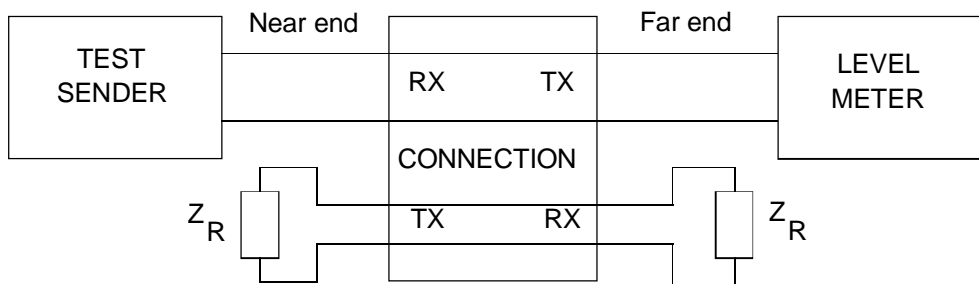 Near end
Far end
TEST
SENDER
RX
TX
LEVEL
METER
CONNECTION
Z
R
TX
RX
Z
R